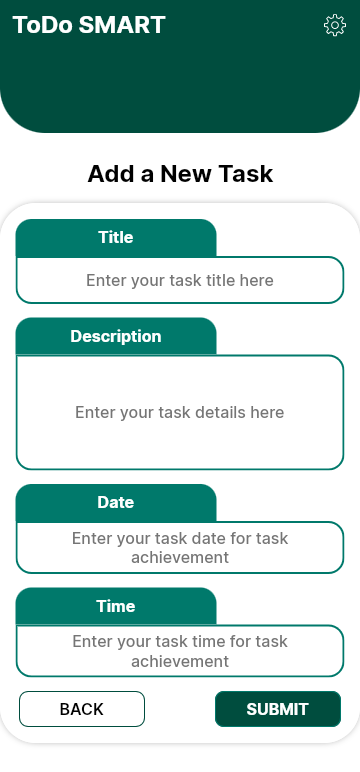 ToDo SMART
Add a New Task
Title
Enter your task title here
Description
Enter your task details here
Date
Enter your task date for task
achievement
Time
Enter your task time for task
achievement
BACK
SUBMIT